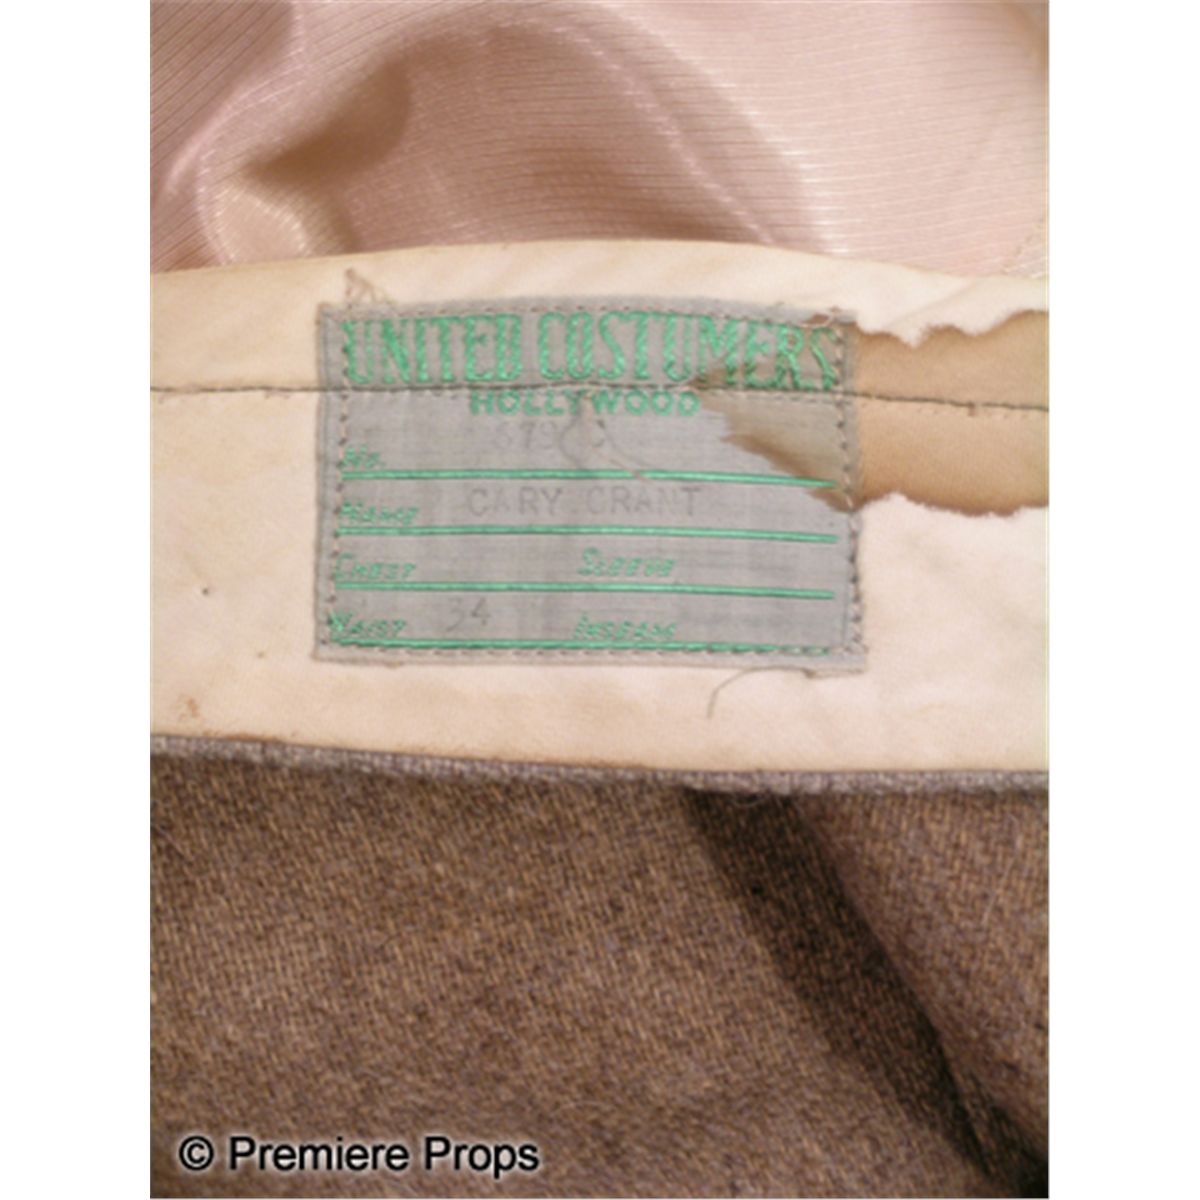 UNITED COSTUMERS
HOLLYWOOD
No.
NAME CARY GRANT
CHEST SLEEVE
WAIST 34 INSEAM
© Premiere Props